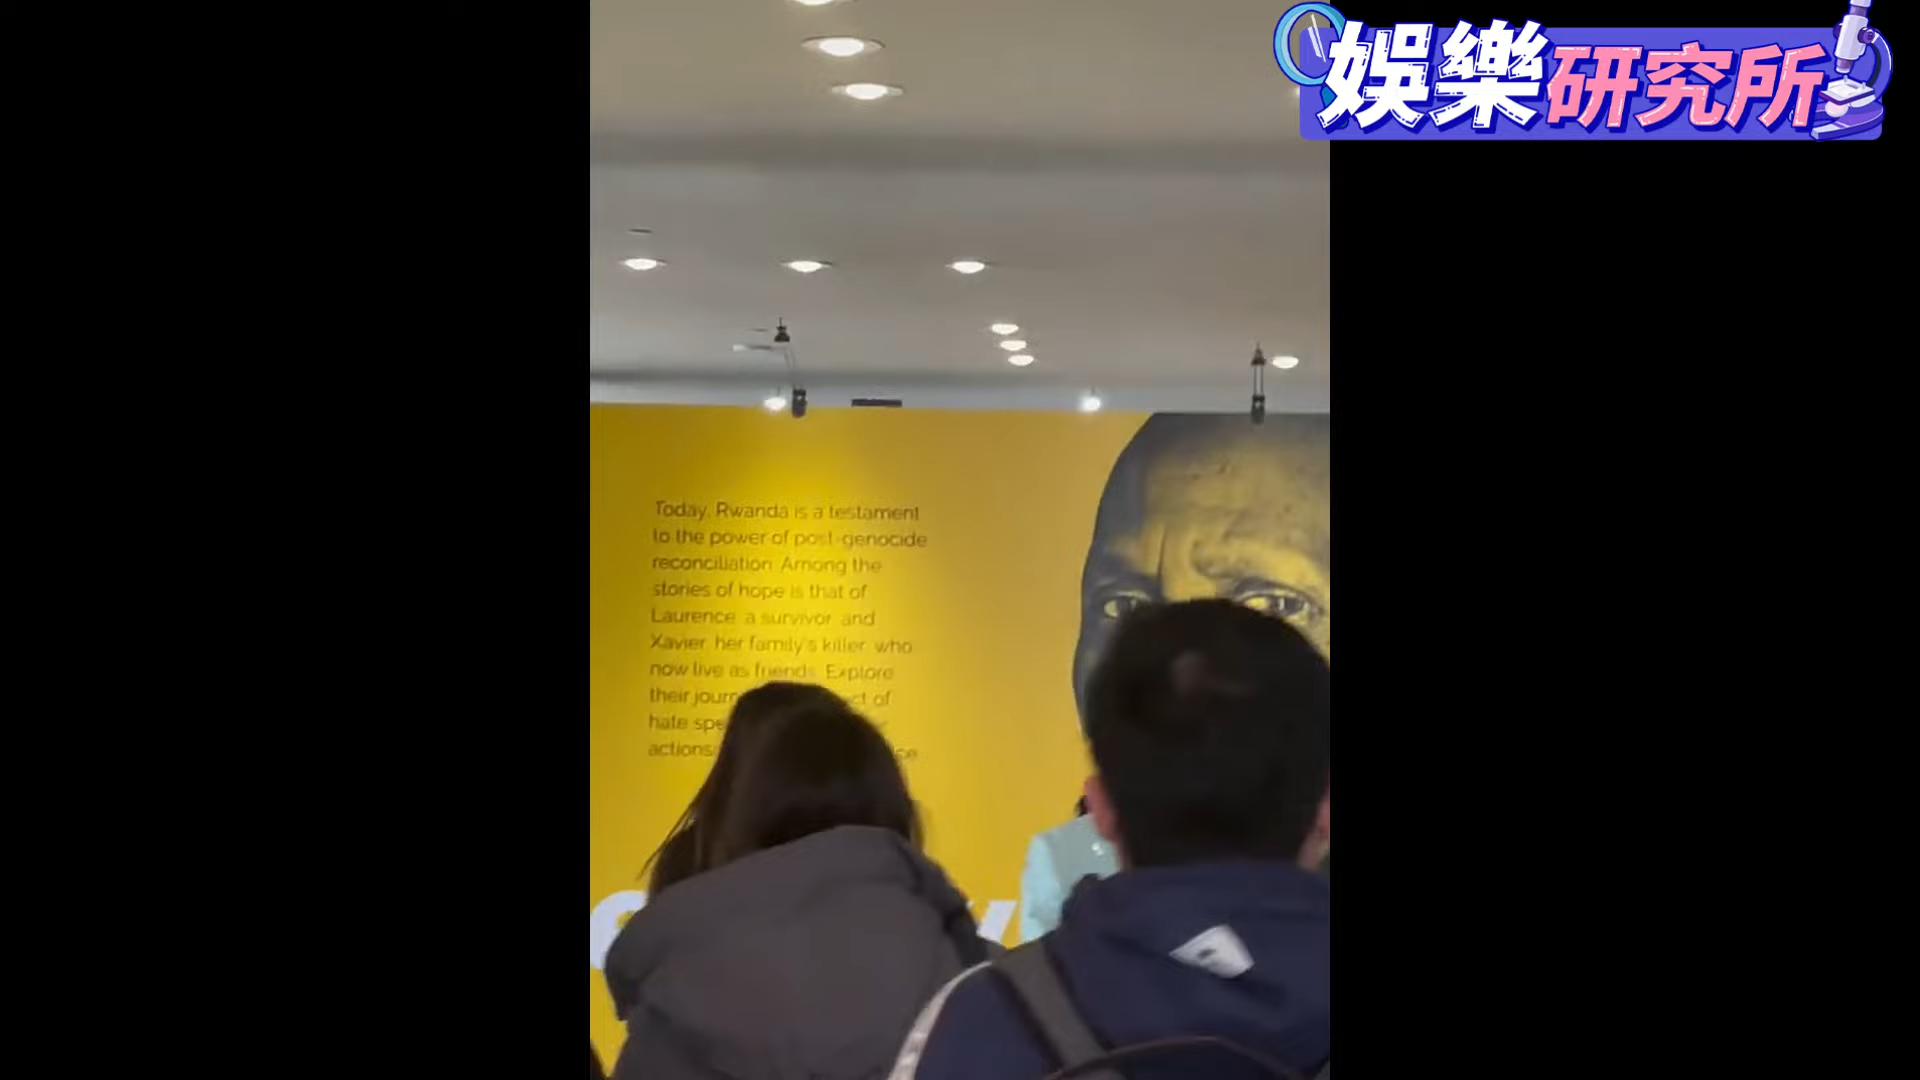 娛樂研究所
Today, Rwanda is a testament
to the power of post-genocide
reconciliation. Among the
stories of hope is that of
Laurence, a survivor, and
Xavier, her family's killer, who
now live as friends. Explore
their
of
hate
actions